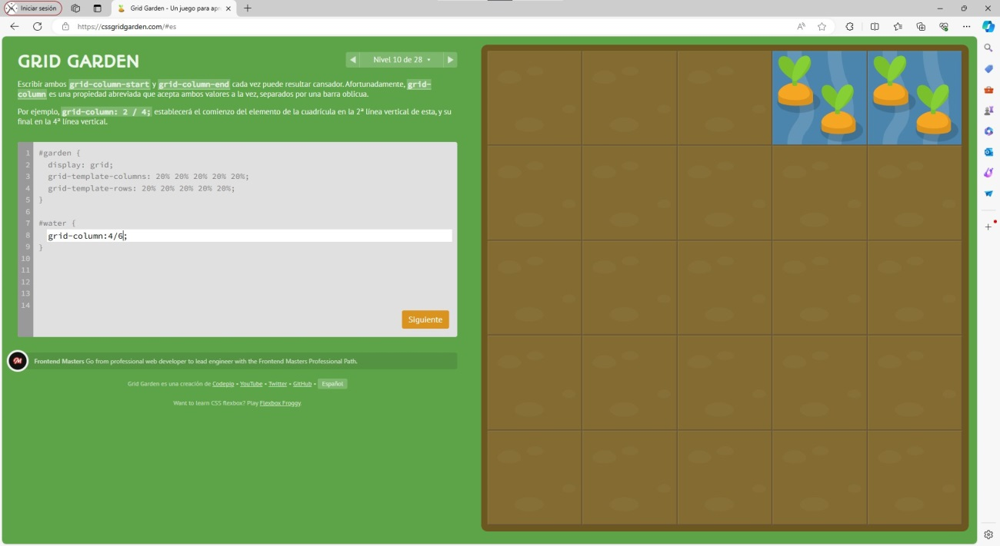 Iniciar sesión
Grid Garden - Un juego para apr
https://cssgridgarden.com/#es
GRID GARDEN
Nivel 10 de 28
Escribir ambos grid-column-start y grid-column-end cada vez puede resultar cansador. Afortunadamente, grid-
column es una propiedad abreviada que acepta ambos valores a la vez, separados por una barra oblicua.
Por ejemplo, grid-column: 2 / 4; establecerá el comienzo del elemento de la cuadrícula en la 2ª línea vertical de esta, y su
final en la 4ª línea vertical.
1 #garden {
2 display: grid;
3 grid-template-columns: 20% 20% 20% 20% 20%;
4 grid-template-rows: 20% 20% 20% 20% 20%;
5 }
6
7 #water {
8 grid-column:4/6;
9 }
10
11
12
13
14
Siguiente
Frontend Masters Go from professional web developer to lead engineer with the Frontend Masters Professional Path.
Grid Garden es una creación de Codepip • YouTube • Twitter • GitHub • Español
Want to learn CSS flexbox? Play Flexbox Froggy.